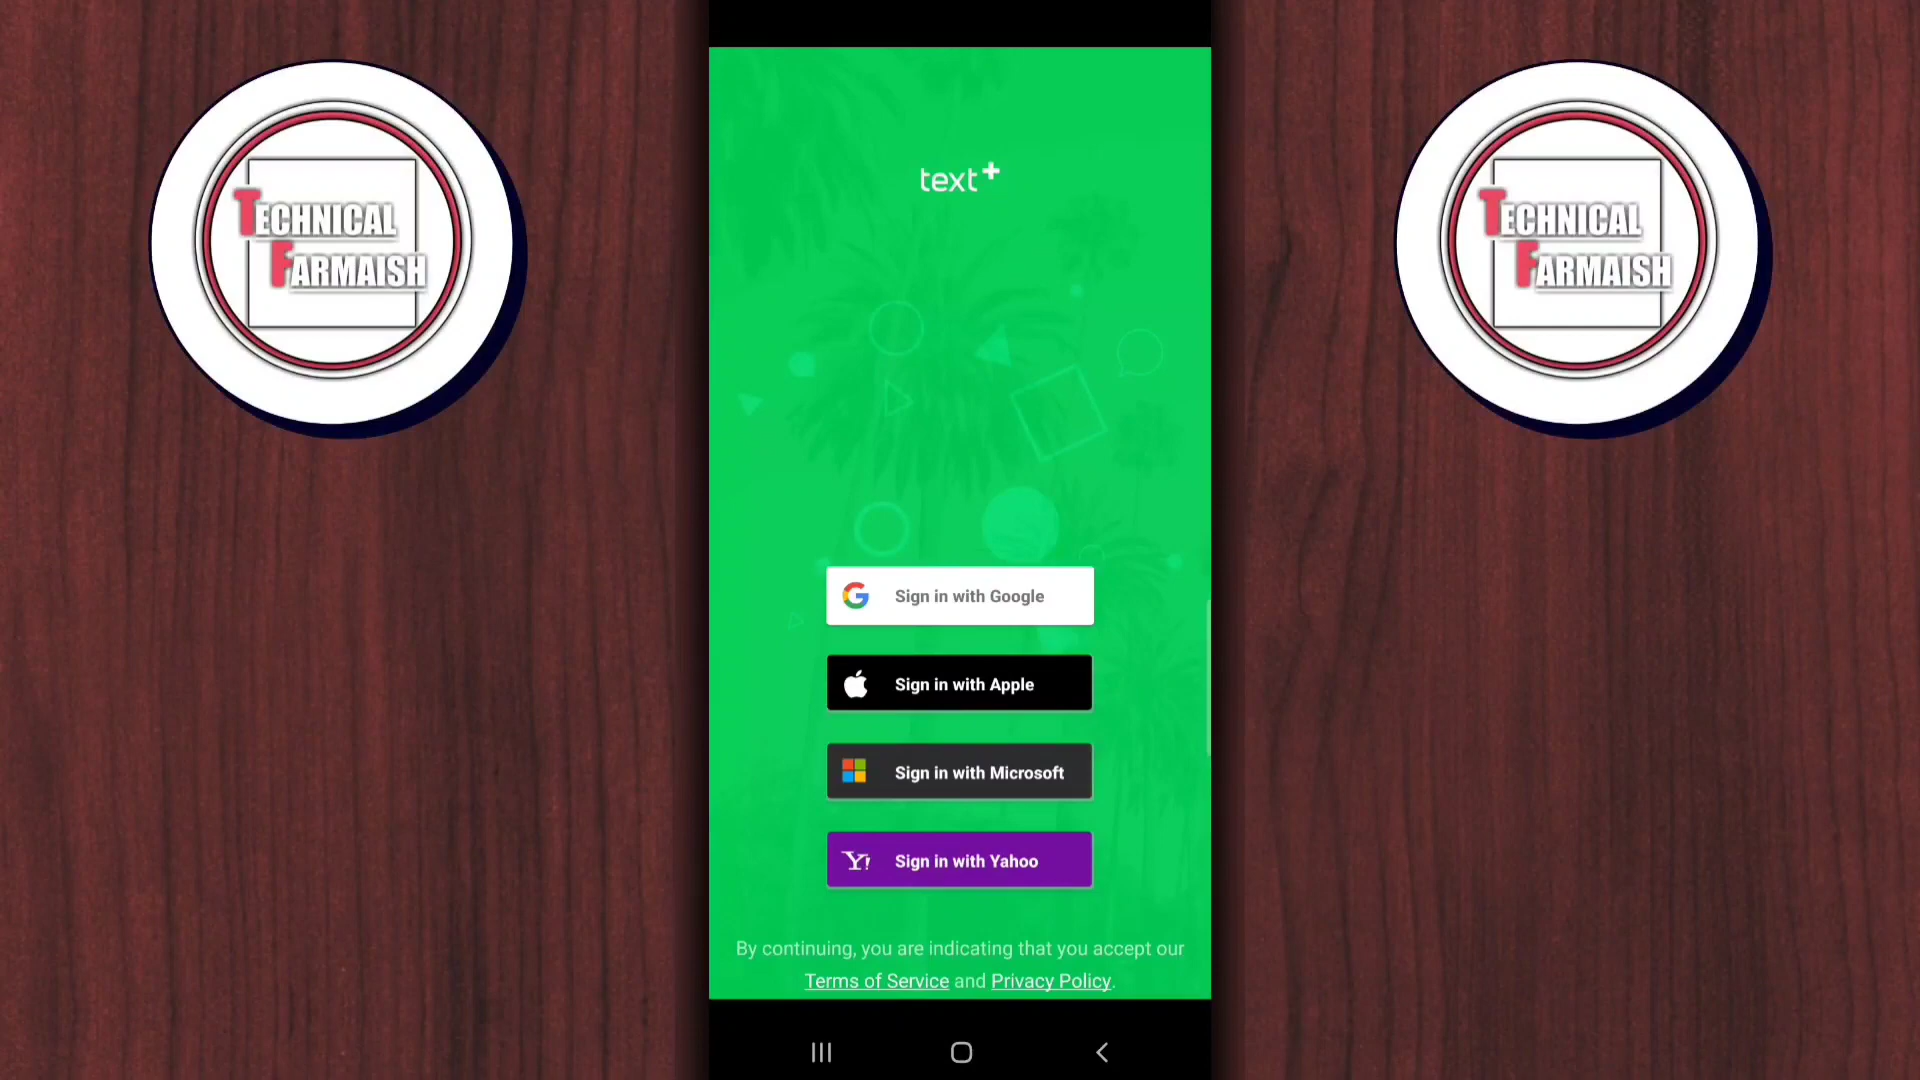 TECHNICAL
FARMAISH
text+
Sign in with Google
Sign in with Apple
Sign in with Microsoft
Y! Sign in with Yahoo
By continuing, you are indicating that you accept our
Terms of Service and Privacy Policy.
TECHNICAL
FARMAISH